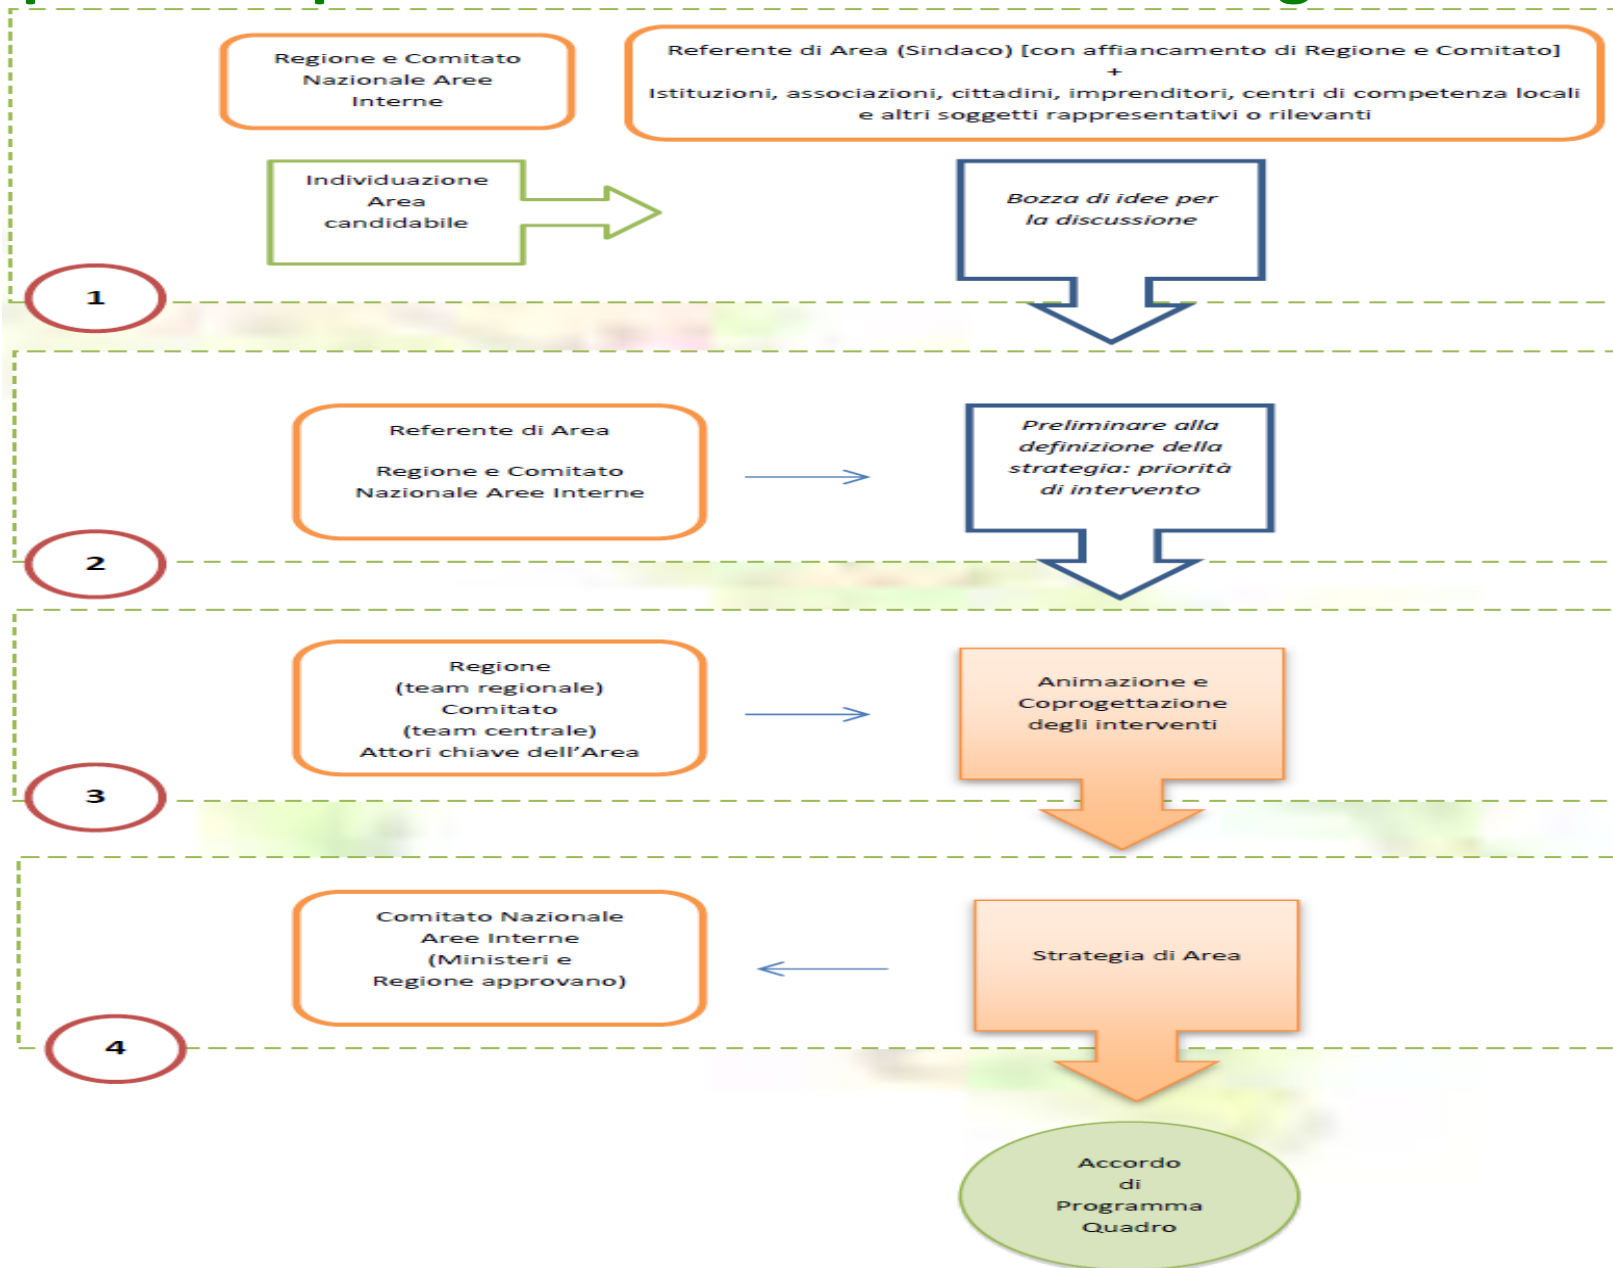 Regione e Comitato
Nazionale Aree
Interne
Referente di Area (Sindaco) [con affiancamento di Regione e Comitato]
+
Istituzioni, associazioni, cittadini, imprenditori, centri di competenza locali
e altri soggetti rappresentativi o rilevanti
Individuazione
Area
candidabile
Bozza di idee per
la discussione
1
Referente di Area
Regione e Comitato
Nazionale Aree Interne
Preliminare alla
definizione della
strategia: priorità
di intervento
2
Regione
(team regionale)
Comitato
(team centrale)
Attori chiave dell'Area
Animazione e
Coprogettazione
degli interventi
3
Comitato Nazionale
Aree Interne
(Ministeri e
Regione approvano)
Strategia di Area
4
Accordo
di
Programma
Quadro